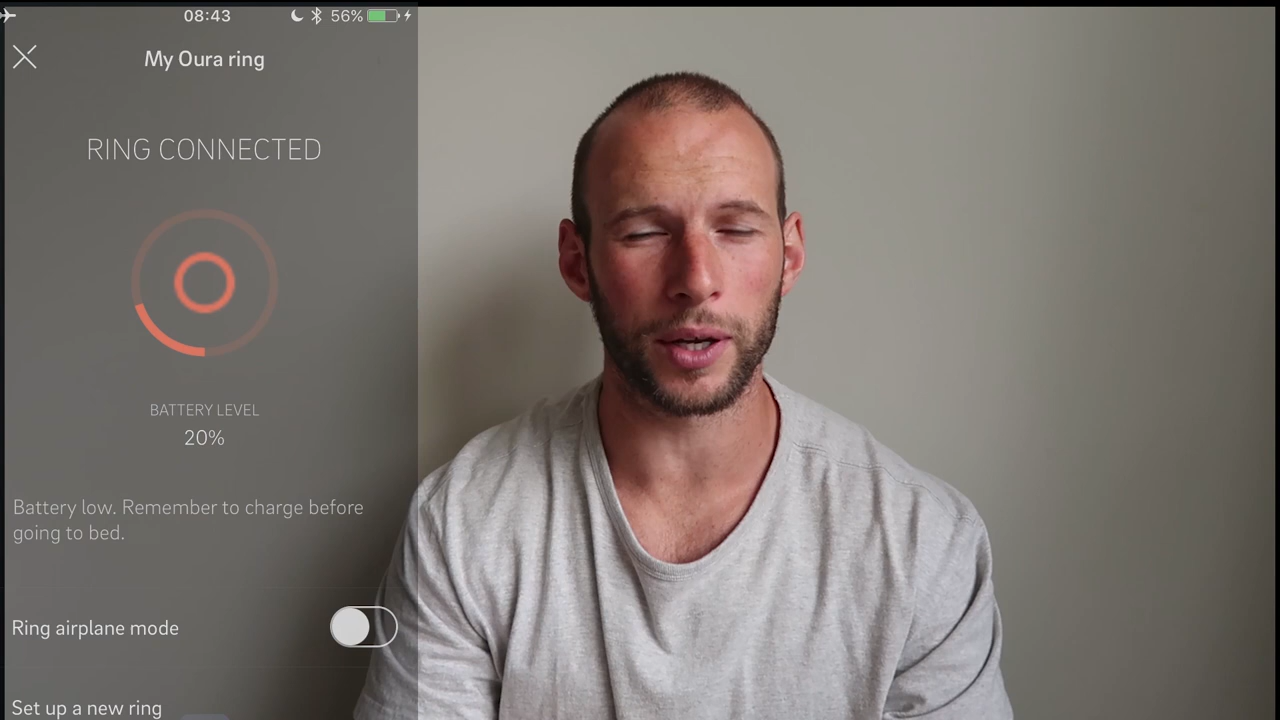 08:43
56%
My Oura ring
RING CONNECTED
BATTERY LEVEL
20%
Battery low. Remember to charge before
going to bed.
Ring airplane mode
Set up a new ring